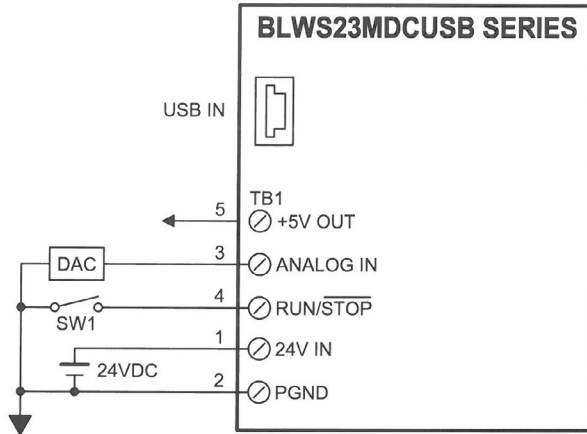 BLWS23MDCUSB SERIES
USB IN
TB1
5 +5V OUT
DAC 3 ANALOG IN
4 RUN/STOP
SW1
1 24V IN
24VDC
2 PGND